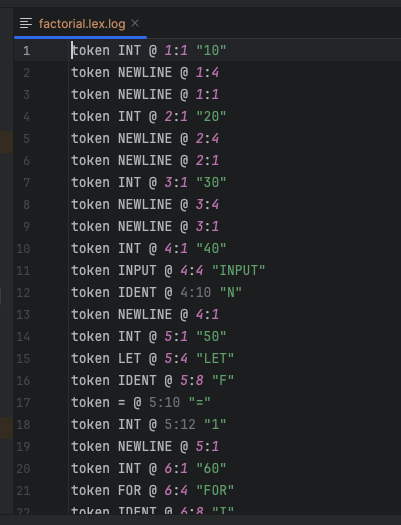 factorial.lex.log
1 token INT @ 1:1 "10"
2 token NEWLINE @ 1:4
3 token NEWLINE @ 1:1
4 token INT @ 2:1 "20"
5 token NEWLINE @ 2:4
6 token NEWLINE @ 2:1
7 token INT @ 3:1 "30"
8 token NEWLINE @ 3:4
9 token NEWLINE @ 3:1
10 token INT @ 4:1 "40"
11 token INPUT @ 4:4 "INPUT"
12 token IDENT @ 4:10 "N"
13 token NEWLINE @ 4:1
14 token INT @ 5:1 "50"
15 token LET @ 5:4 "LET"
16 token IDENT @ 5:8 "F"
17 token = @ 5:10 "="
18 token INT @ 5:12 "1"
19 token NEWLINE @ 5:1
20 token INT @ 6:1 "60"
21 token FOR @ 6:4 "FOR"
22 token IDENT @ 6:8 "I"